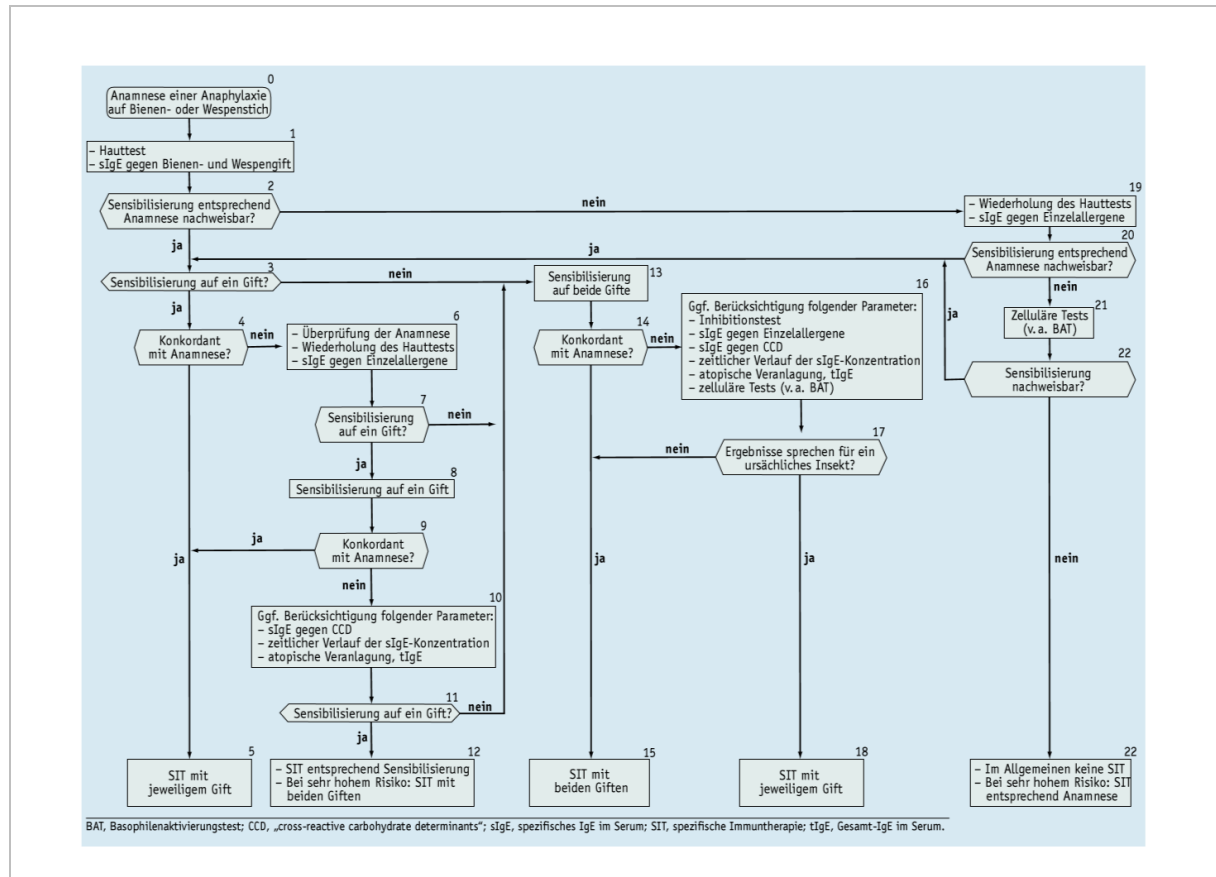 0
Anamnese einer Anaphylaxie
auf Bienen- oder Wespenstich
1
– Hauttest
– sIgE gegen Bienen- und Wespengift
2
Sensibilisierung entsprechend
Anamnese nachweisbar?
nein
19
– Wiederholung des Hauttests
– sIgE gegen Einzelallergene
ja
ja
20
Sensibilisierung entsprechend
Anamnese nachweisbar?
3
Sensibilisierung auf ein Gift?
nein
13
Sensibilisierung
auf beide Gifte
nein
ja
4
Konkordant
mit Anamnese?
nein
6
– Überprüfung der Anamnese
– Wiederholung des Hauttests
– sIgE gegen Einzelallergene
14
Konkordant
mit Anamnese?
nein
16
Ggf. Berücksichtigung folgender Parameter:
– Inhibitionstest
– sIgE gegen Einzelallergene
– sIgE gegen CCD
– zeitlicher Verlauf der sIgE-Konzentration
– atopische Veranlagung, tIgE
– zelluläre Tests (v. a. BAT)
ja
21
Zelluläre Tests
(v. a. BAT)
22
Sensibilisierung
nachweisbar?
7
Sensibilisierung
auf ein Gift?
nein
17
Ergebnisse sprechen für ein
ursächliches Insekt?
nein
ja
8
Sensibilisierung auf ein Gift
9
Konkordant
mit Anamnese?
ja
ja
nein
ja
ja
nein
10
Ggf. Berücksichtigung folgender Parameter:
– sIgE gegen CCD
– zeitlicher Verlauf der sIgE-Konzentration
– atopische Veranlagung, tIgE
11
Sensibilisierung auf ein Gift?
nein
ja
5
SIT mit
jeweiligem Gift
12
– SIT entsprechend Sensibilisierung
– Bei sehr hohem Risiko: SIT mit
beiden Giften
15
SIT mit
beiden Giften
18
SIT mit
jeweiligem Gift
22
– Im Allgemeinen keine SIT
– Bei sehr hohem Risiko: SIT
entsprechend Anamnese
BAT, Basophilenaktivierungstest; CCD, „cross-reactive carbohydrate determinants“; sIgE, spezifisches IgE im Serum; SIT, spezifische Immuntherapie; tIgE, Gesamt-IgE im Serum.